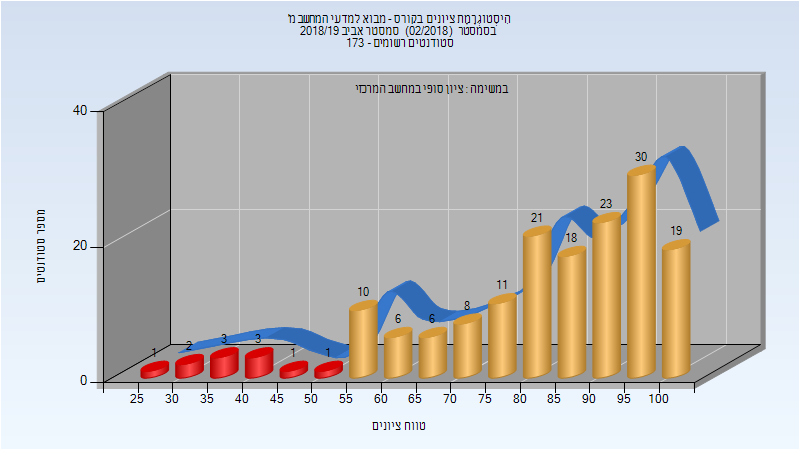 היסטוגרמת ציונים בקורס - מבוא למדעי המחשב מ'
בסמסטר (02/2018) סמסטר אביב 2018/19
סטודנטים רשומים - 173
במשימה : ציון סופי במחשב המרכזי
מספר סטודנטים
40
20
0
1 2 3 3 1 1 10 6 6 8 11 21 18 23 30 19
25 30 35 40 45 50 55 60 65 70 75 80 85 90 95 100
טווח ציונים